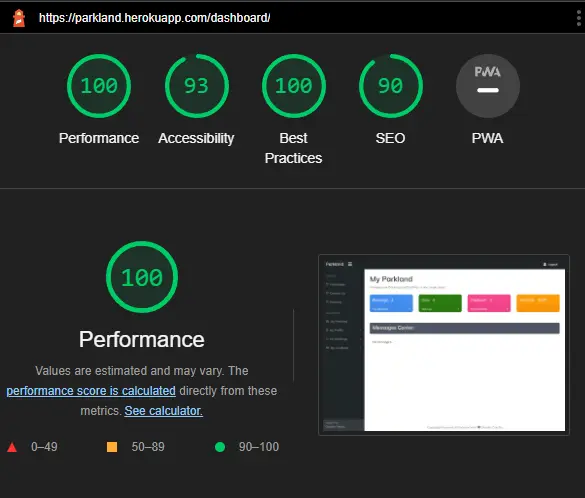 https://parkland.herokuapp.com/dashboard/
100
93
100
90
PWA
Performance
Accessibility
Best
Practices
SEO
PWA
100
Performance
Values are estimated and may vary. The
performance score is calculated directly from these
metrics. See calculator.
0–49
50–89
90–100
My Parkland
Messages Center